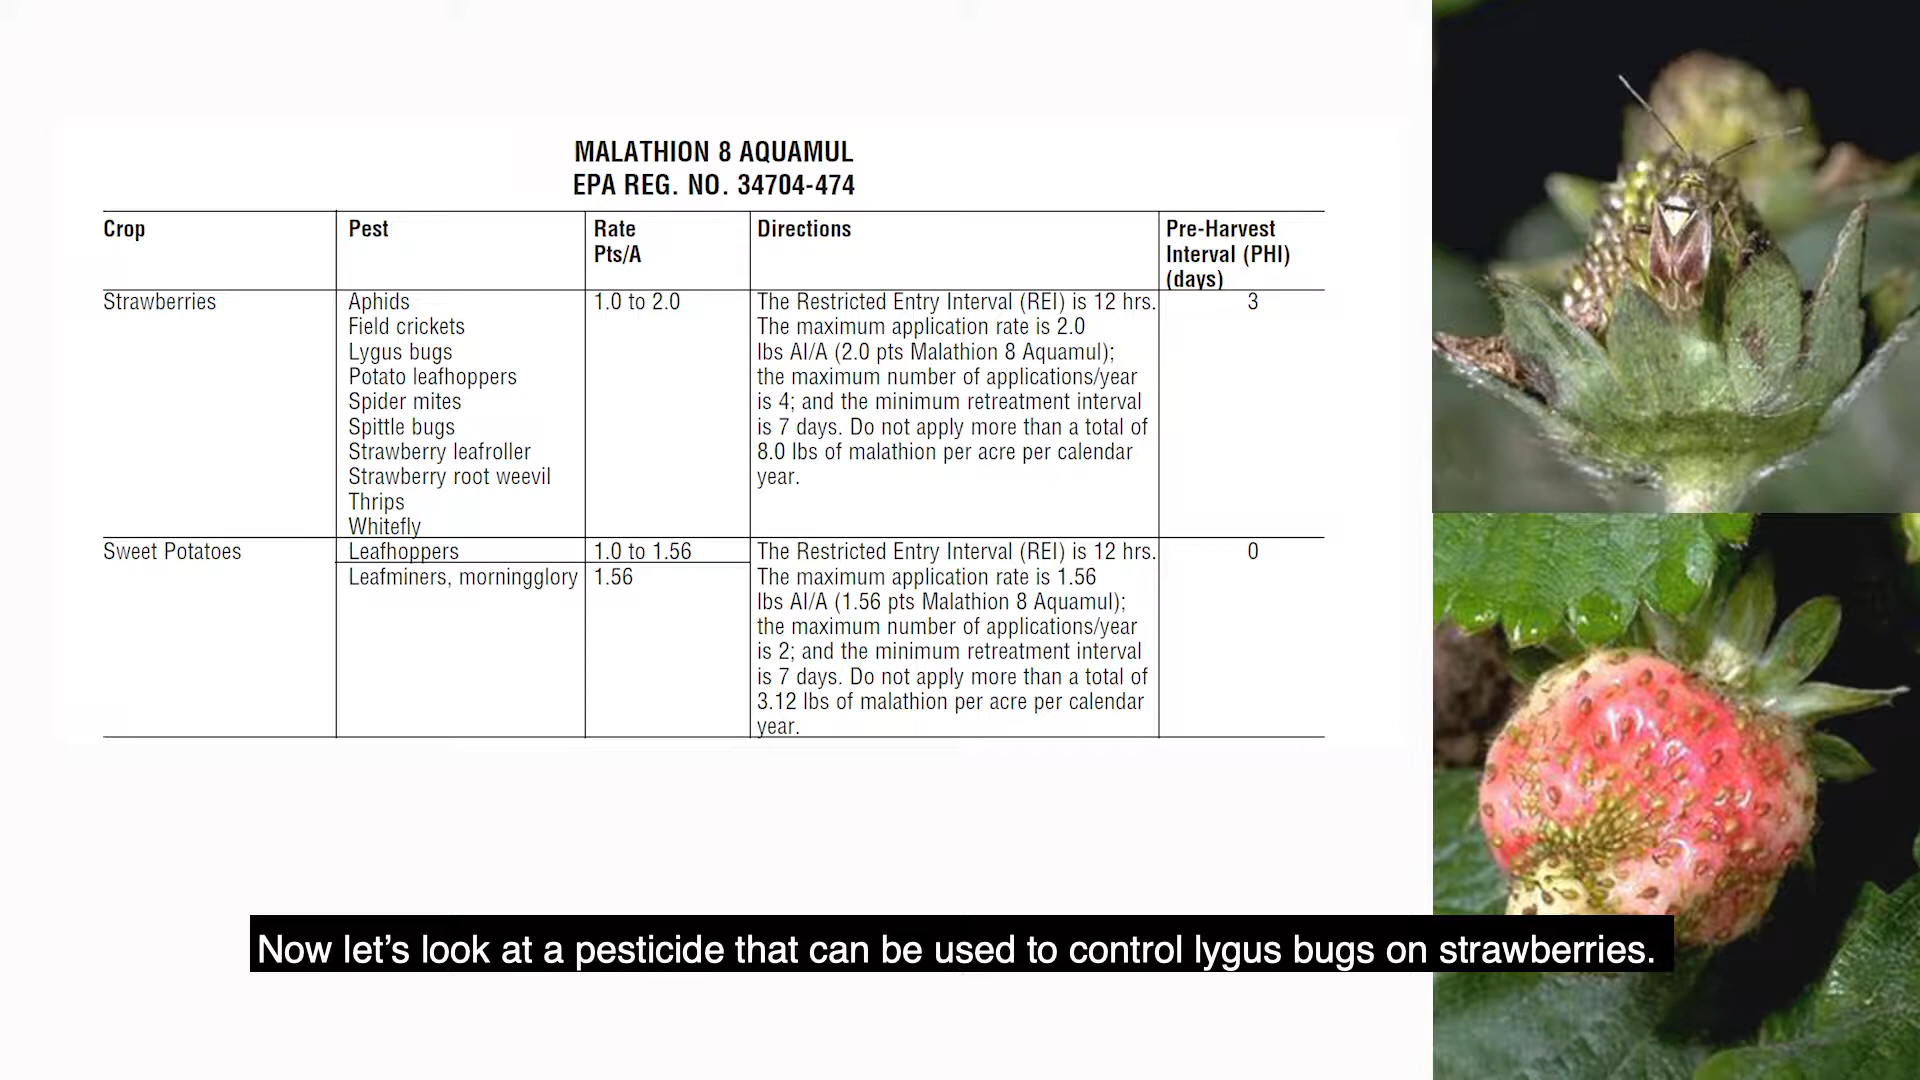 MALATHION 8 AQUAMUL
EPA REG. NO. 34704-474
Crop
Pest
Rate
Pts/A
Directions
Pre-Harvest
Interval (PHI)
(days)
Strawberries
Aphids
Field crickets
Lygus bugs
Potato leafhoppers
Spider mites
Spittle bugs
Strawberry leafroller
Strawberry root weevil
Thrips
Whitefly
1.0 to 2.0
The Restricted Entry Interval (REI) is 12 hrs.
The maximum application rate is 2.0
lbs AI/A (2.0 pts Malathion 8 Aquamul);
the maximum number of applications/year
is 4; and the minimum retreatment interval
is 7 days. Do not apply more than a total of
8.0 lbs of malathion per acre per calendar
year.
3
Sweet Potatoes
Leafhoppers
1.0 to 1.56
Leafminers, morningglory
1.56
The Restricted Entry Interval (REI) is 12 hrs.
The maximum application rate is 1.56
lbs AI/A (1.56 pts Malathion 8 Aquamul);
the maximum number of applications/year
is 2; and the minimum retreatment interval
is 7 days. Do not apply more than a total of
3.12 lbs of malathion per acre per calendar
year.
0
Now let's look at a pesticide that can be used to control lygus bugs on strawberries.